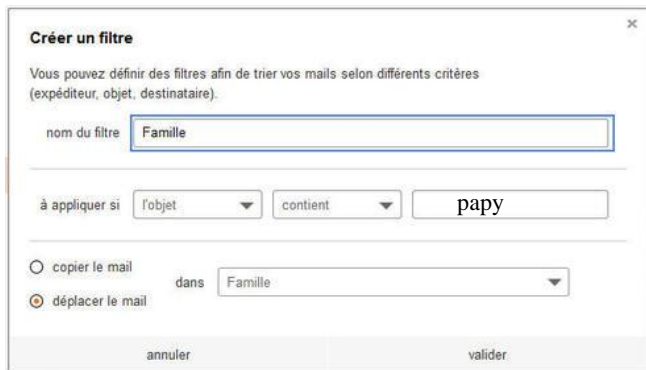 ×
Créer un filtre
Vous pouvez définir des filtres afin de trier vos mails selon différents critères
(expéditeur, objet, destinataire).
nom du filtre Famille
à appliquer si l'objet contient papy
copier le mail
dans Famille
déplacer le mail
annuler valider